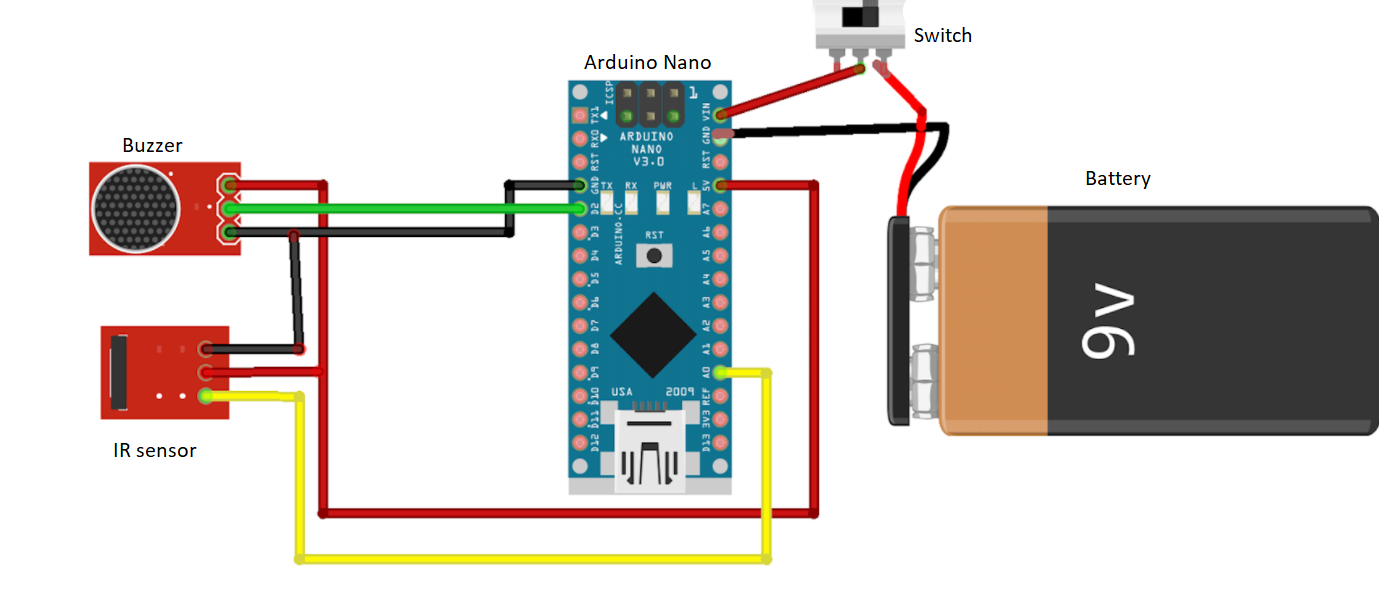 Switch
Arduino Nano
ICSP
1
TX1
VIN
RX0
GND
ARDUINO
NANO
V3.0
RST
RST
Buzzer
GND
TX
RX
PWR
L
5V
D2
A7
ARDUINO-CC
D3
A6
RST
D4
A5
D5
A4
D6
A3
D7
A2
D8
A1
D9
A0
USA
2009
D10
REF
D11
3V3
D12
D13
Battery
9v
IR sensor